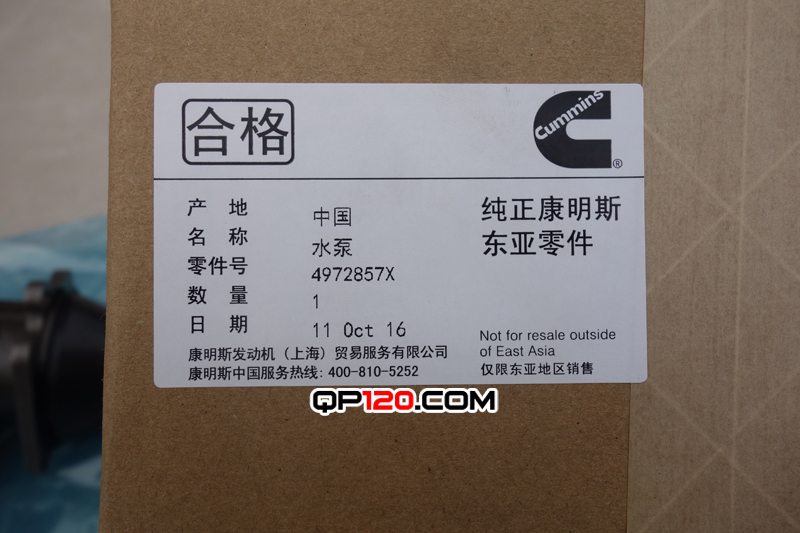 合格
Cummins
®
产地 中国
名称 水泵
零件号 4972857X
数量 1
日期 11 Oct 16
纯正康明斯
东亚零件
康明斯发动机（上海）贸易服务有限公司
康明斯中国服务热线: 400-810-5252
Not for resale outside
of East Asia
仅限东亚地区销售
QP120.COM